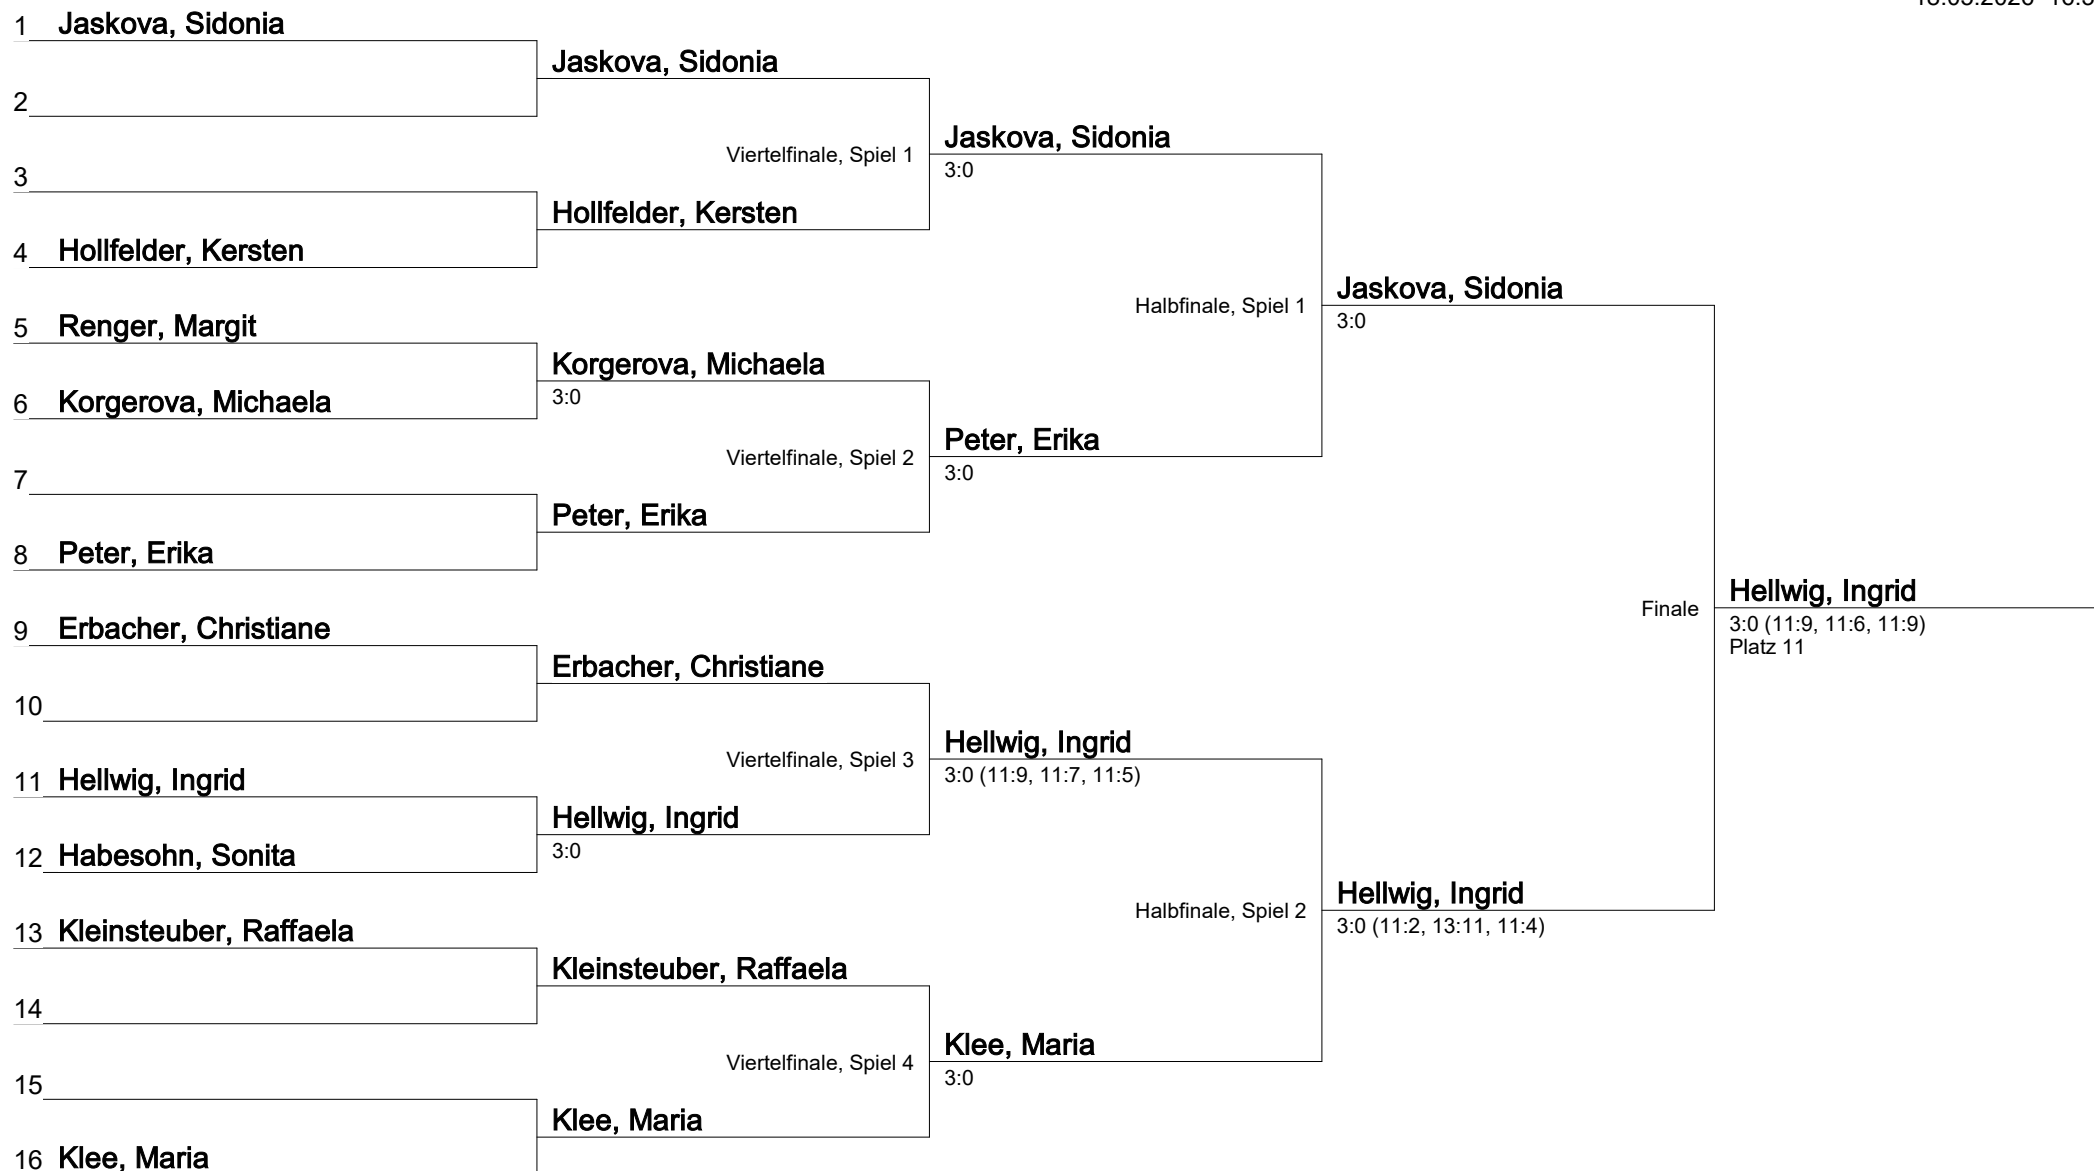 1 Jaskova, Sidonia
Jaskova, Sidonia
2
Viertelfinale, Spiel 1
Jaskova, Sidonia
3:0
3
Hollfelder, Kersten
4 Hollfelder, Kersten
Halbfinale, Spiel 1
Jaskova, Sidonia
3:0
5 Renger, Margit
Korgerova, Michaela
3:0
6 Korgerova, Michaela
Viertelfinale, Spiel 2
Peter, Erika
3:0
7
Peter, Erika
8 Peter, Erika
Finale
Hellwig, Ingrid
3:0 (11:9, 11:6, 11:9)
Platz 11
9 Erbacher, Christiane
Erbacher, Christiane
10
Viertelfinale, Spiel 3
Hellwig, Ingrid
3:0 (11:9, 11:7, 11:5)
11 Hellwig, Ingrid
Hellwig, Ingrid
3:0
12 Habesohn, Sonita
Halbfinale, Spiel 2
Hellwig, Ingrid
3:0 (11:2, 13:11, 11:4)
13 Kleinsteuber, Raffaela
Kleinsteuber, Raffaela
14
Viertelfinale, Spiel 4
Klee, Maria
3:0
15
Klee, Maria
16 Klee, Maria